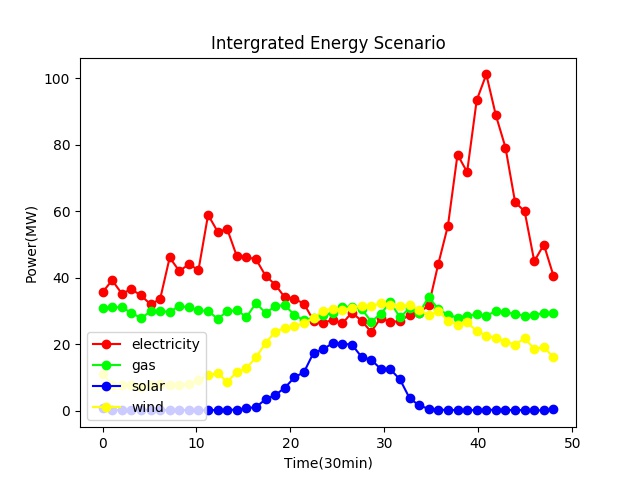 Intergrated Energy Scenario
Power(MW)
100
80
60
40
20
0
electricity
gas
solar
wind
0 10 20 30 40 50
Time(30min)